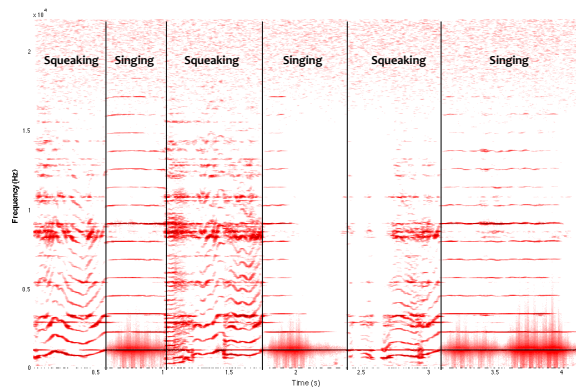 x 10⁴
2
Squeaking Singing Squeaking Singing Squeaking Singing
1.5
Frequency (Hz)
1
0.5
0
0.5 1 1.5 2 2.5 3 3.5 4
Time (s)